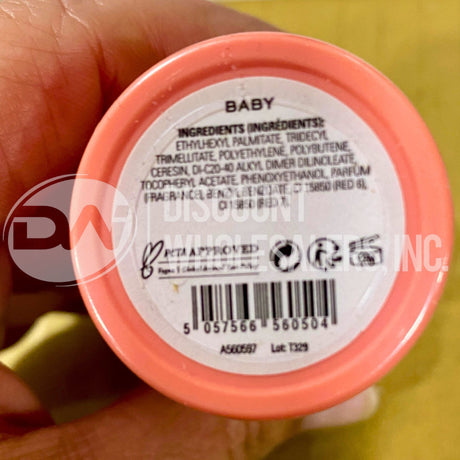 BABY
INGREDIENTS (INGRÉDIENTS):
ETHYLHEXYL PALMITATE, TRIDECYL
TRIMELLITATE, POLYETHYLENE, POLYBUTENE,
CERESIN, DI-C20-40 ALKYL DIMER DILINOLEATE,
TOCOPHERYL ACETATE, PHENOXYETHANOL, PARFUM
(FRAGRANCE), BENZYL BENZOATE, CI 15850 (RED 6),
CI 15850 (RED 7).
DW DISCOUNT
WHOLESALERS, INC.
PETA APPROVED
5 057566 560504
A560597 Lot: T329